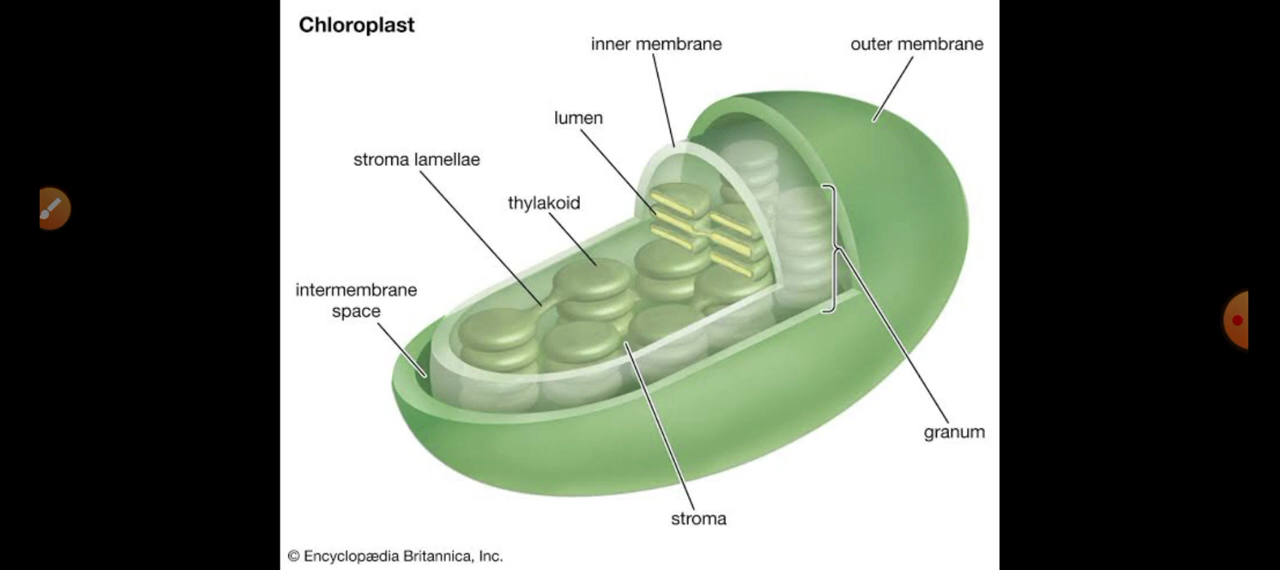 Chloroplast
inner membrane
outer membrane
lumen
stroma lamellae
thylakoid
intermembrane
space
granum
stroma
© Encyclopædia Britannica, Inc.